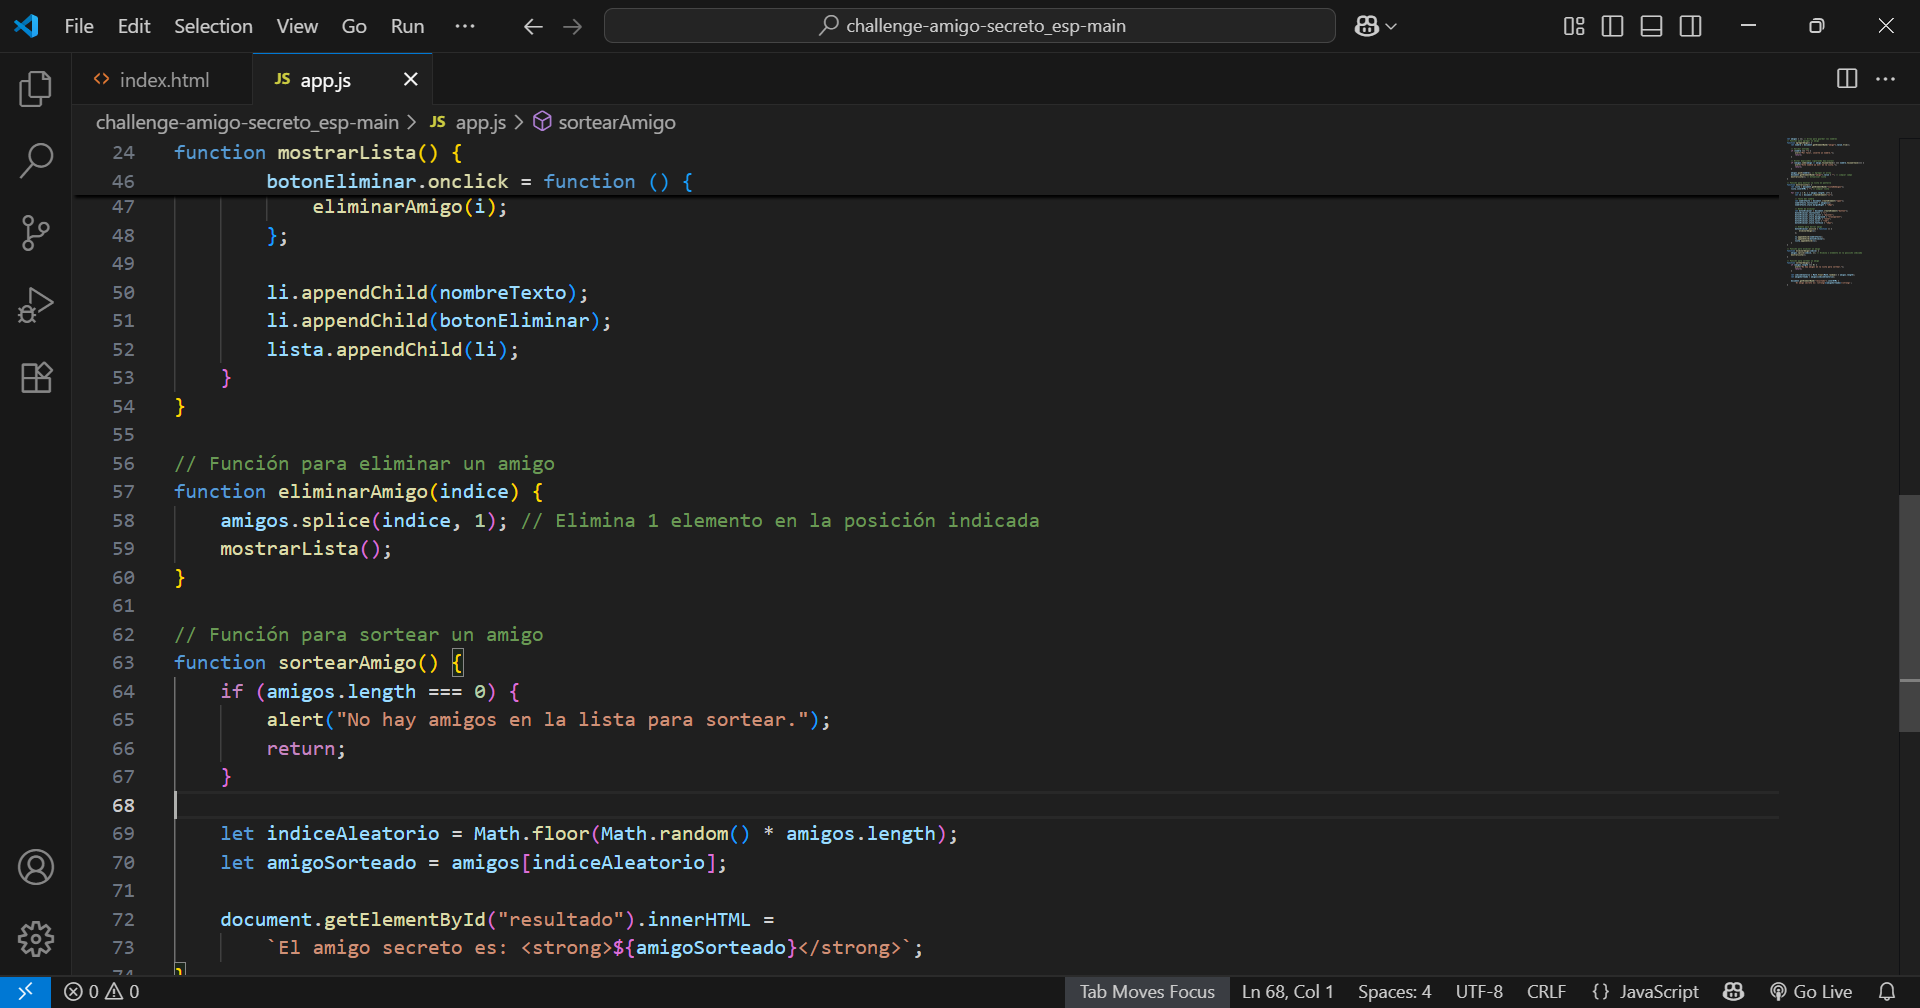 File Edit Selection View Go Run ··· challenge-amigo-secreto_esp-main
<> index.html JS app.js
challenge-amigo-secreto_esp-main > JS app.js > sortearAmigo
24 function mostrarLista() {
46 botonEliminar.onclick = function () {
47 eliminarAmigo(i);
48 };
49
50 li.appendChild(nombreTexto);
51 li.appendChild(botonEliminar);
52 lista.appendChild(li);
53 }
54 }
55
56 // Función para eliminar un amigo
57 function eliminarAmigo(indice) {
58 amigos.splice(indice, 1); // Elimina 1 elemento en la posición indicada
59 mostrarLista();
60 }
61
62 // Función para sortear un amigo
63 function sortearAmigo() {
64 if (amigos.length === 0) {
65 alert("No hay amigos en la lista para sortear.");
66 return;
67 }
68
69 let indiceAleatorio = Math.floor(Math.random() * amigos.length);
70 let amigoSorteado = amigos[indiceAleatorio];
71
72 document.getElementById("resultado").innerHTML =
73 `El amigo secreto es: <strong>${amigoSorteado}</strong>`;
74 }
0 0 Tab Moves Focus Ln 68, Col 1 Spaces: 4 UTF-8 CRLF {} JavaScript Go Live